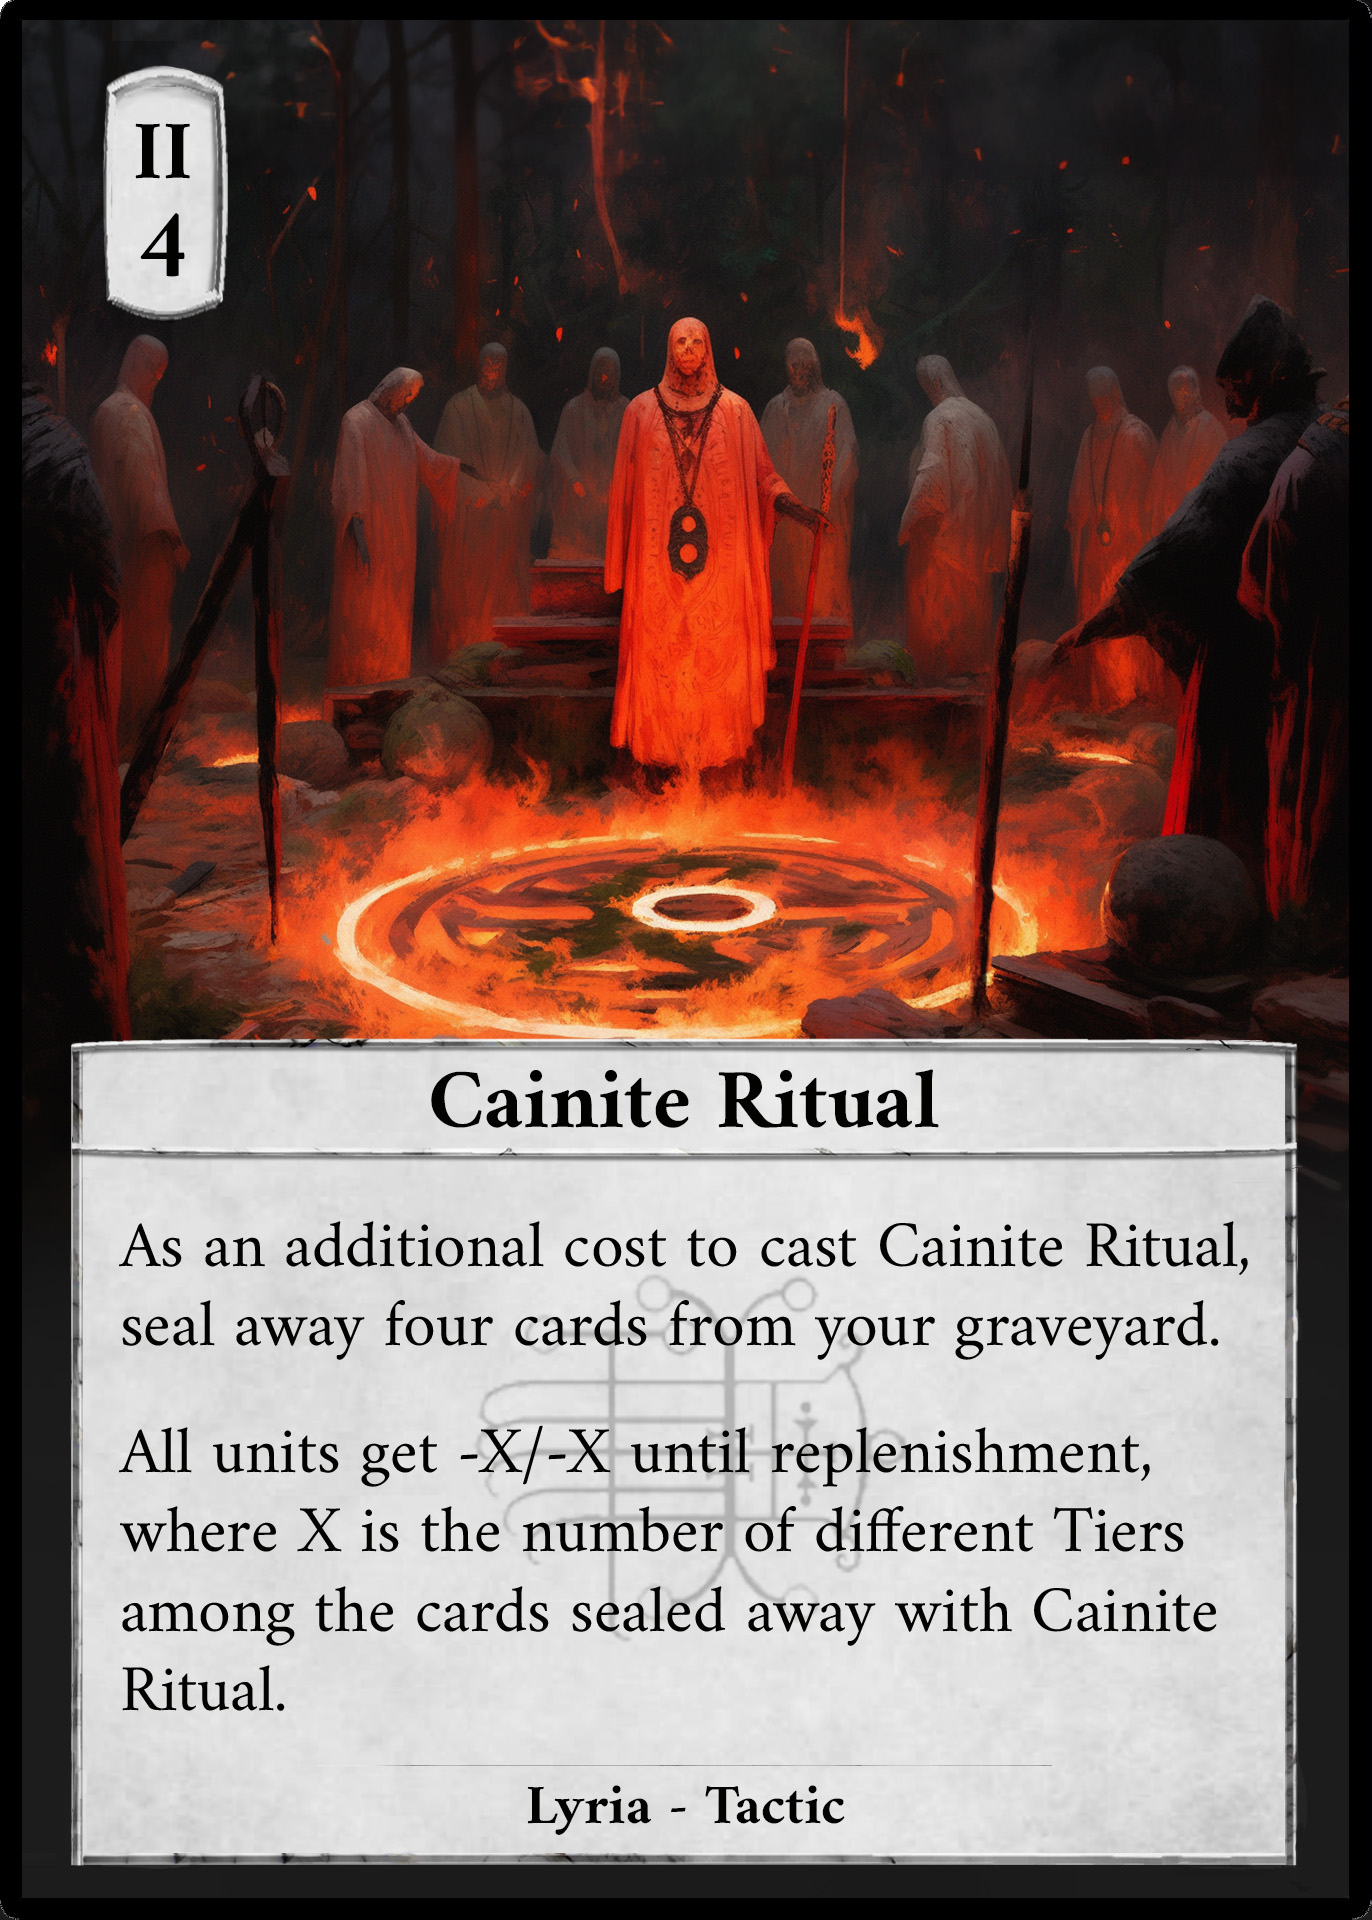 II
4
Cainite Ritual
As an additional cost to cast Cainite Ritual,
seal away four cards from your graveyard.
All units get -X/-X until replenishment,
where X is the number of different Tiers
among the cards sealed away with Cainite
Ritual.
Lyria - Tactic